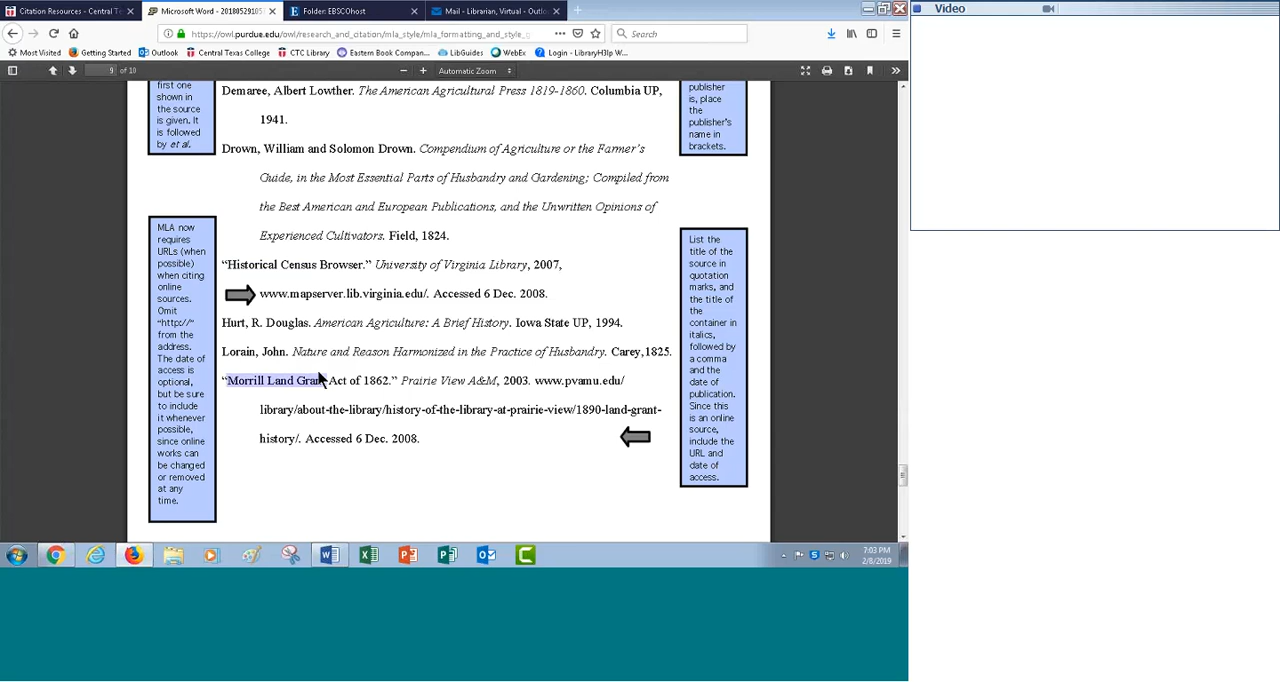 Citation Resources - Central T
Microsoft Word - 2018052910
Folder: EBSCOhost
Mail - Librarian, Virtual - Outlo
Video
https://owl.purdue.edu/owl/research_and_citation/mla_style/mla_formatting_and_style_g
Search
Most Visited
Getting Started
Outlook
Central Texas College
CTC Library
Eastern Book Compan...
LibGuides
WebEx
Login - LibraryH3lp W...
9 of 10
Automatic Zoom
first one
shown in
the source
is given. It
is followed
by et al.
Demaree, Albert Lowther. The American Agricultural Press 1819-1860. Columbia UP,
1941.
Drown, William and Solomon Drown. Compendium of Agriculture or the Farmer's
Guide, in the Most Essential Parts of Husbandry and Gardening; Compiled from
the Best American and European Publications, and the Unwritten Opinions of
Experienced Cultivators. Field, 1824.
"Historical Census Browser." University of Virginia Library, 2007,
www.mapserver.lib.virginia.edu/. Accessed 6 Dec. 2008.
Hurt, R. Douglas. American Agriculture: A Brief History. Iowa State UP, 1994.
Lorain, John. Nature and Reason Harmonized in the Practice of Husbandry. Carey,1825.
"Morrill Land Grant Act of 1862." Prairie View A&M, 2003. www.pvamu.edu/
library/about-the-library/history-of-the-library-at-prairie-view/1890-land-grant-
history/. Accessed 6 Dec. 2008.
publisher
is, place
the
publisher's
name in
brackets.
MLA now
requires
URLs (when
possible)
when citing
online
sources.
Omit
"http://"
from the
address.
The date of
access is
optional,
but be sure
to include
it whenever
possible,
since online
works can
be changed
or removed
at any
time.
List the
title of the
source in
quotation
marks, and
the title of
the
container in
italics,
followed by
a comma
and the
date of
publication.
Since this
is an online
source,
include the
URL and
date of
access.
7:03 PM
2/8/2019